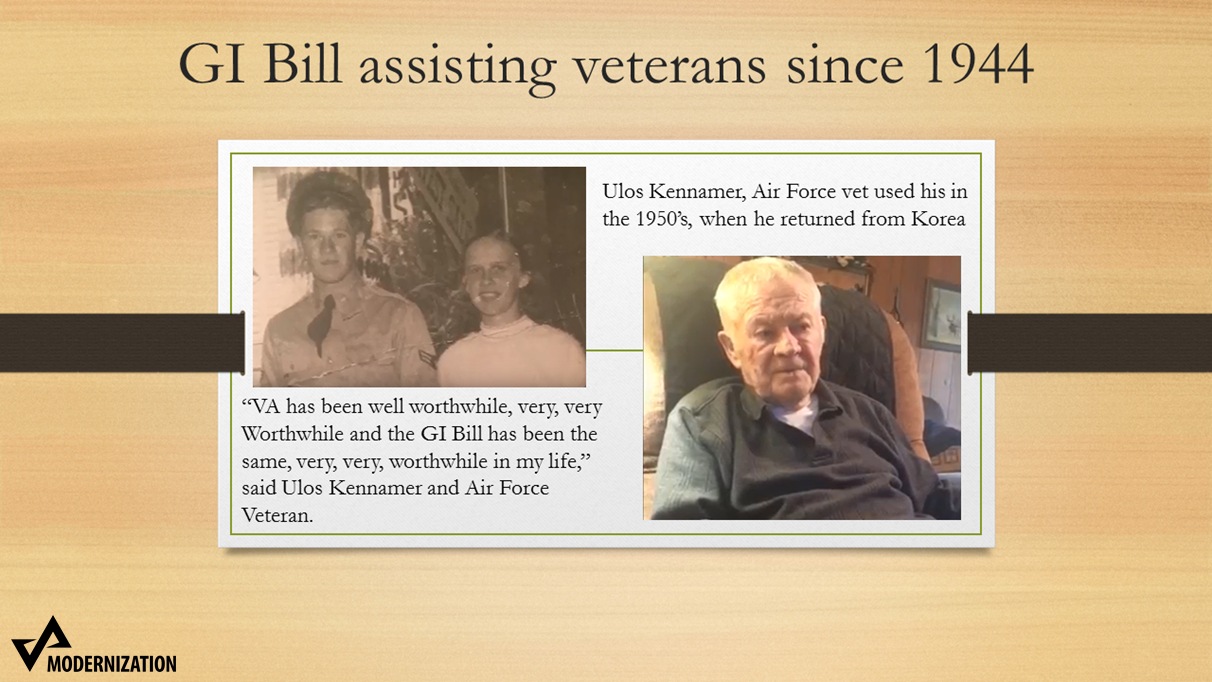 GI Bill assisting veterans since 1944
Ulos Kennamer, Air Force vet used his in
the 1950’s, when he returned from Korea
“VA has been well worthwhile, very, very
Worthwhile and the GI Bill has been the
same, very, very, worthwhile in my life,”
said Ulos Kennamer and Air Force
Veteran.
MODERNIZATION